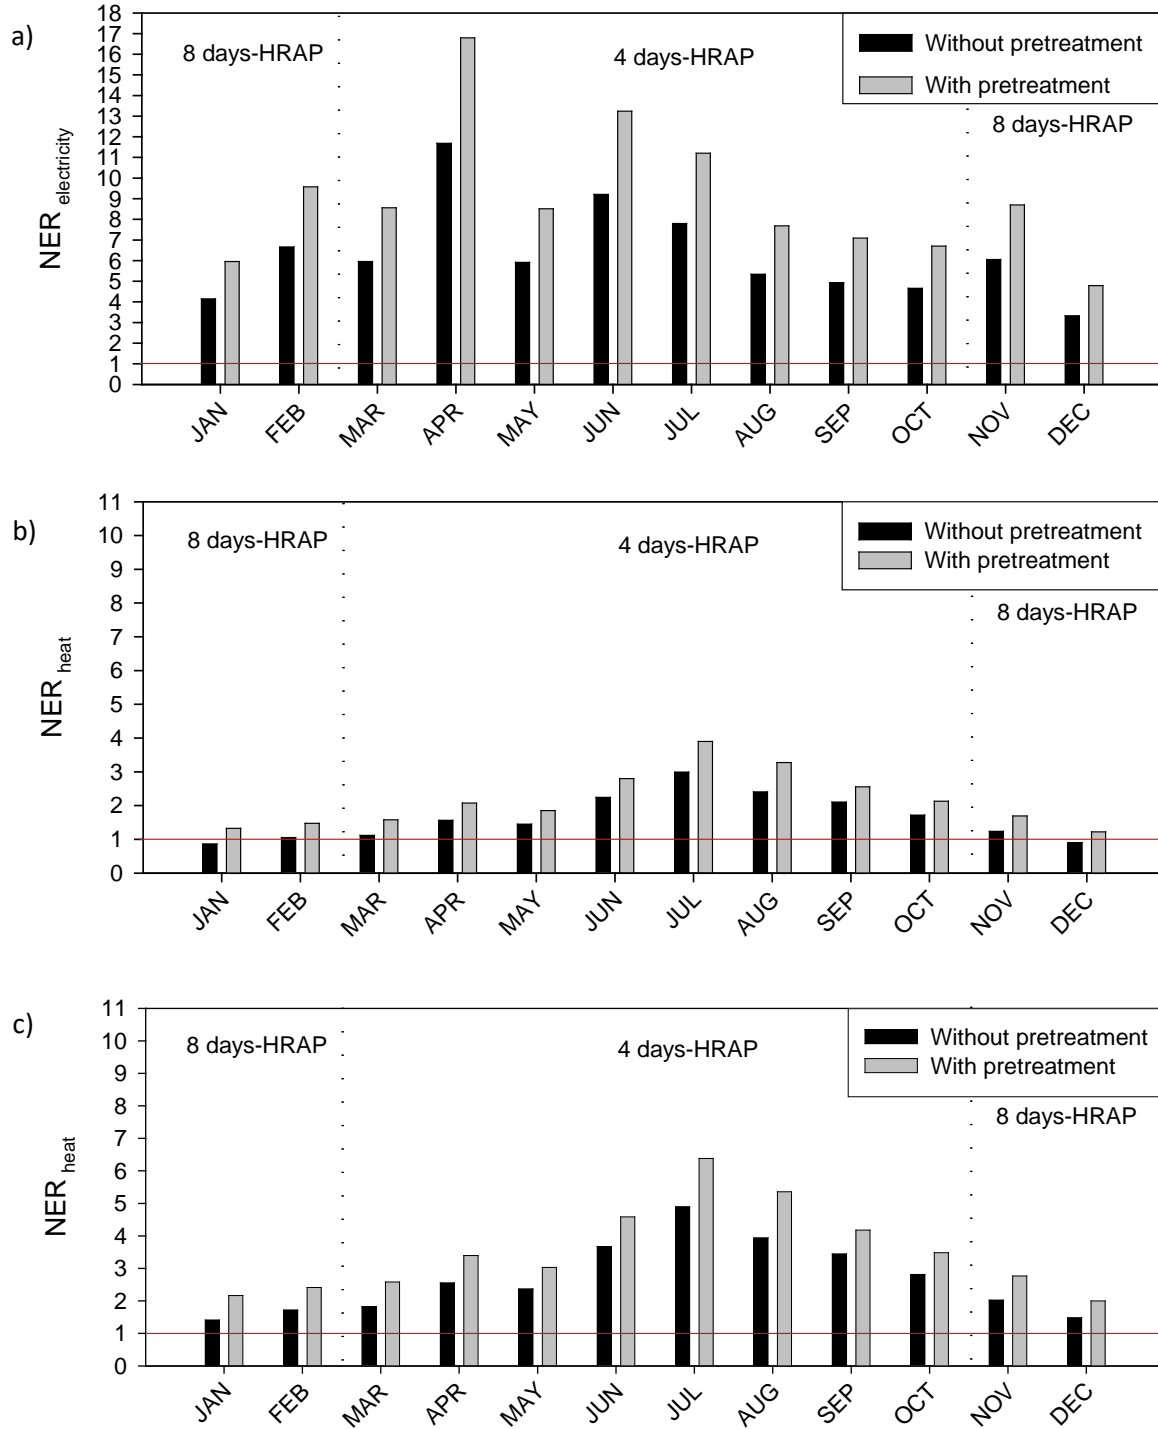 a)
NER electricity
18
17
16
15
14
13
12
11
10
9
8
7
6
5
4
3
2
1
0
8 days-HRAP
4 days-HRAP
Without pretreatment
With pretreatment
8 days-HRAP
JAN FEB MAR APR MAY JUN JUL AUG SEP OCT NOV DEC
b)
NER heat
11
10
9
8
7
6
5
4
3
2
1
0
8 days-HRAP
4 days-HRAP
Without pretreatment
With pretreatment
8 days-HRAP
JAN FEB MAR APR MAY JUN JUL AUG SEP OCT NOV DEC
c)
NER heat
11
10
9
8
7
6
5
4
3
2
1
0
8 days-HRAP
4 days-HRAP
Without pretreatment
With pretreatment
8 days-HRAP
JAN FEB MAR APR MAY JUN JUL AUG SEP OCT NOV DEC